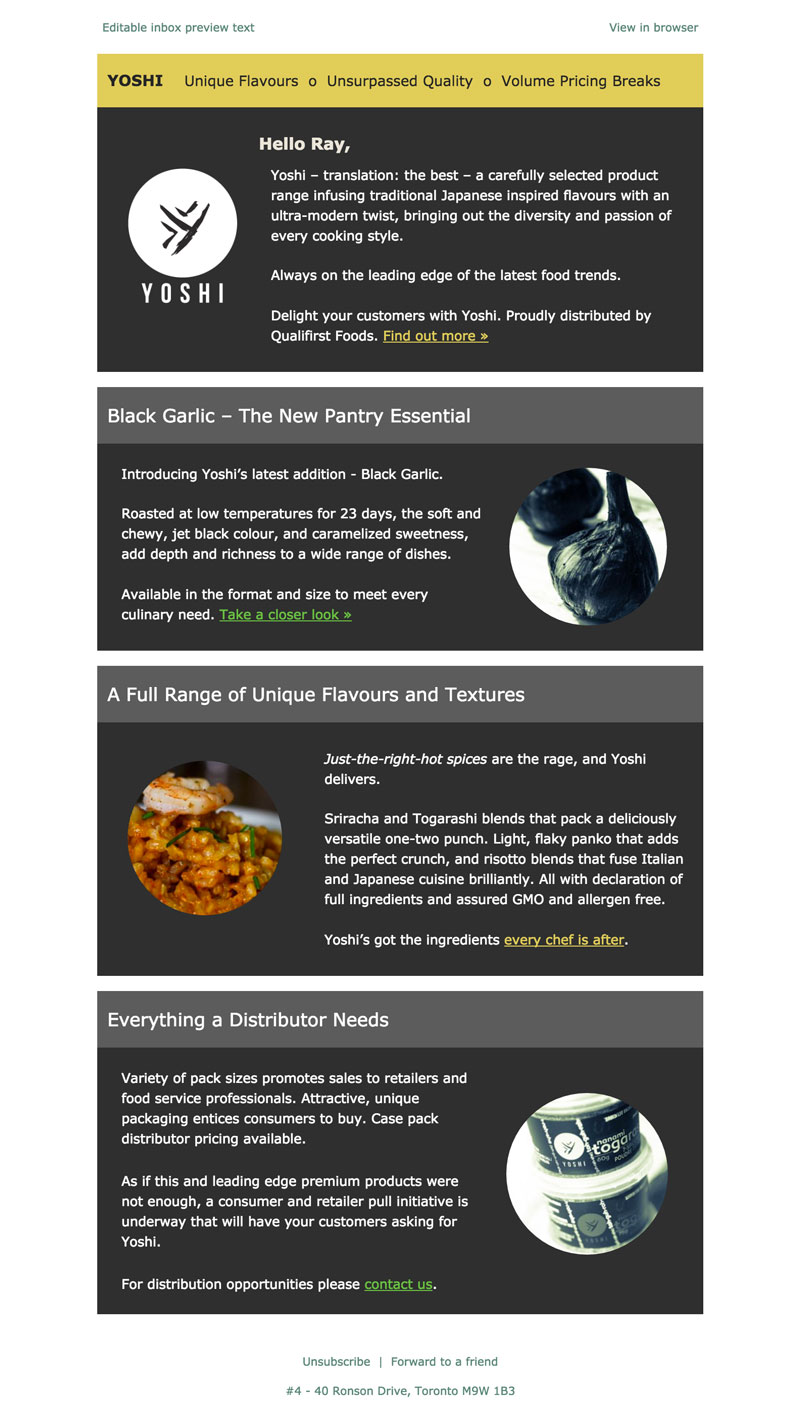 Editable inbox preview text
View in browser
YOSHI Unique Flavours o Unsurpassed Quality o Volume Pricing Breaks
Hello Ray,
YOSHI
Yoshi – translation: the best – a carefully selected product
range infusing traditional Japanese inspired flavours with an
ultra-modern twist, bringing out the diversity and passion of
every cooking style.
Always on the leading edge of the latest food trends.
Delight your customers with Yoshi. Proudly distributed by
Qualifirst Foods. Find out more »
Black Garlic – The New Pantry Essential
Introducing Yoshi’s latest addition - Black Garlic.
Roasted at low temperatures for 23 days, the soft and
chewy, jet black colour, and caramelized sweetness,
add depth and richness to a wide range of dishes.
Available in the format and size to meet every
culinary need. Take a closer look »
A Full Range of Unique Flavours and Textures
Just-the-right-hot spices are the rage, and Yoshi
delivers.
Sriracha and Togarashi blends that pack a deliciously
versatile one-two punch. Light, flaky panko that adds
the perfect crunch, and risotto blends that fuse Italian
and Japanese cuisine brilliantly. All with declaration of
full ingredients and assured GMO and allergen free.
Yoshi’s got the ingredients every chef is after.
Everything a Distributor Needs
Variety of pack sizes promotes sales to retailers and
food service professionals. Attractive, unique
packaging entices consumers to buy. Case pack
distributor pricing available.
As if this and leading edge premium products were
not enough, a consumer and retailer pull initiative is
underway that will have your customers asking for
Yoshi.
For distribution opportunities please contact us.
nanami
togara
60g
YOSHI
YOSHI
Unsubscribe | Forward to a friend
#4 - 40 Ronson Drive, Toronto M9W 1B3